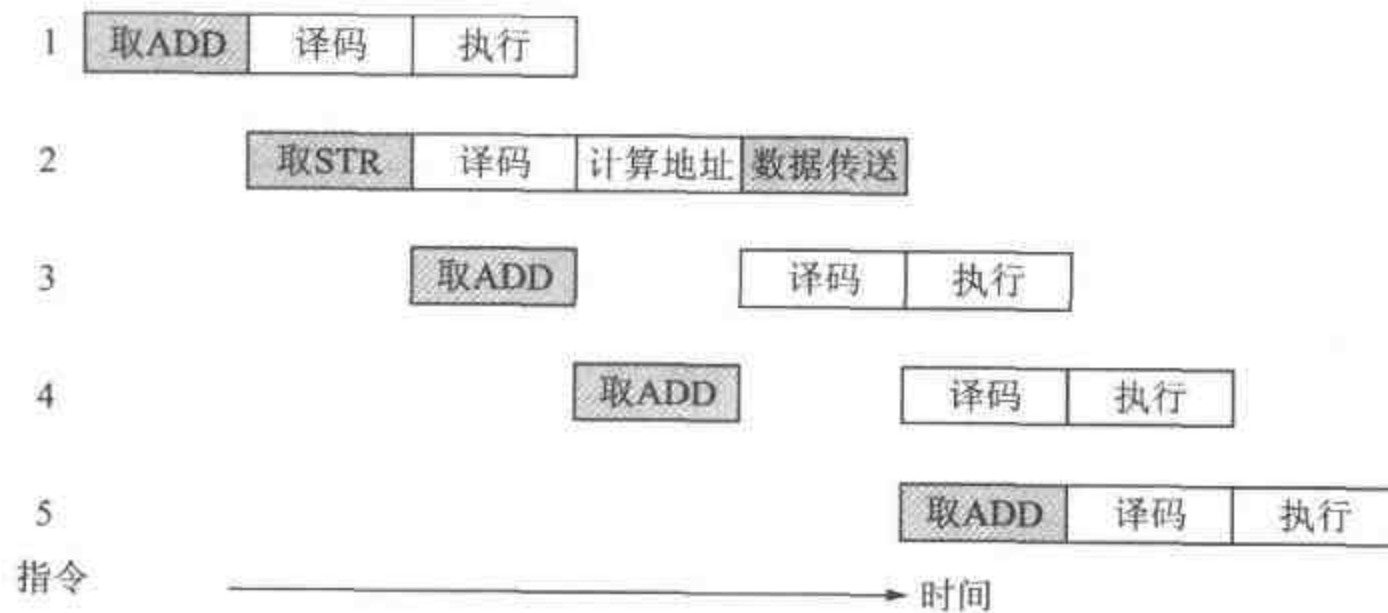 1 取ADD 译码 执行
2 取STR 译码 计算地址 数据传送
3 取ADD 译码 执行
4 取ADD 译码 执行
5 取ADD 译码 执行
指令 时间